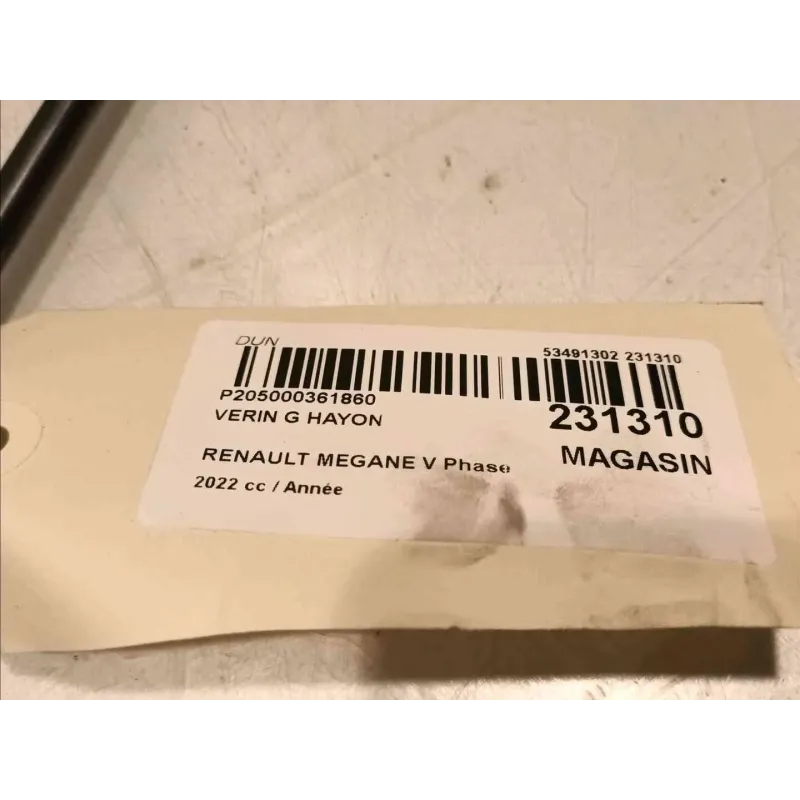 DUN
53491302 231310
P205000361860
231310
VERIN G HAYON
RENAULT MEGANE V Phase
MAGASIN
2022 cc / Année